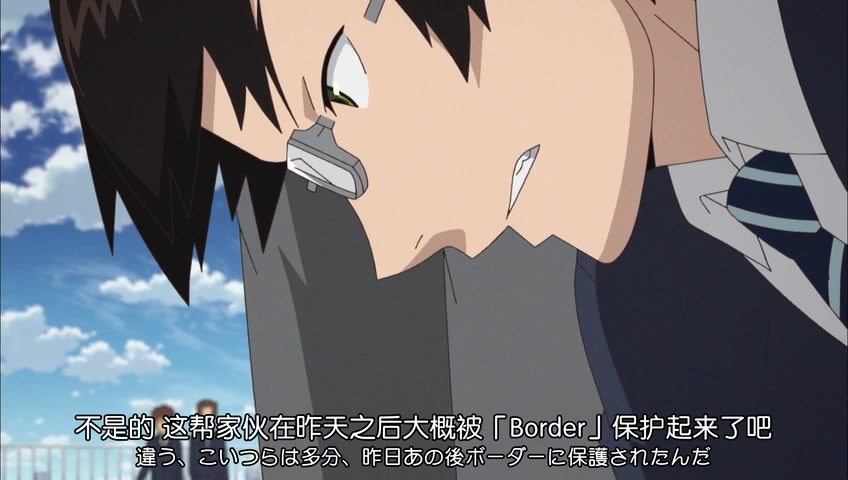 不是的 这帮家伙在昨天之后大概被「Border」保护起来了吧
違う、こいつらは多分、昨日あの後ボーダーに保護されたんだ